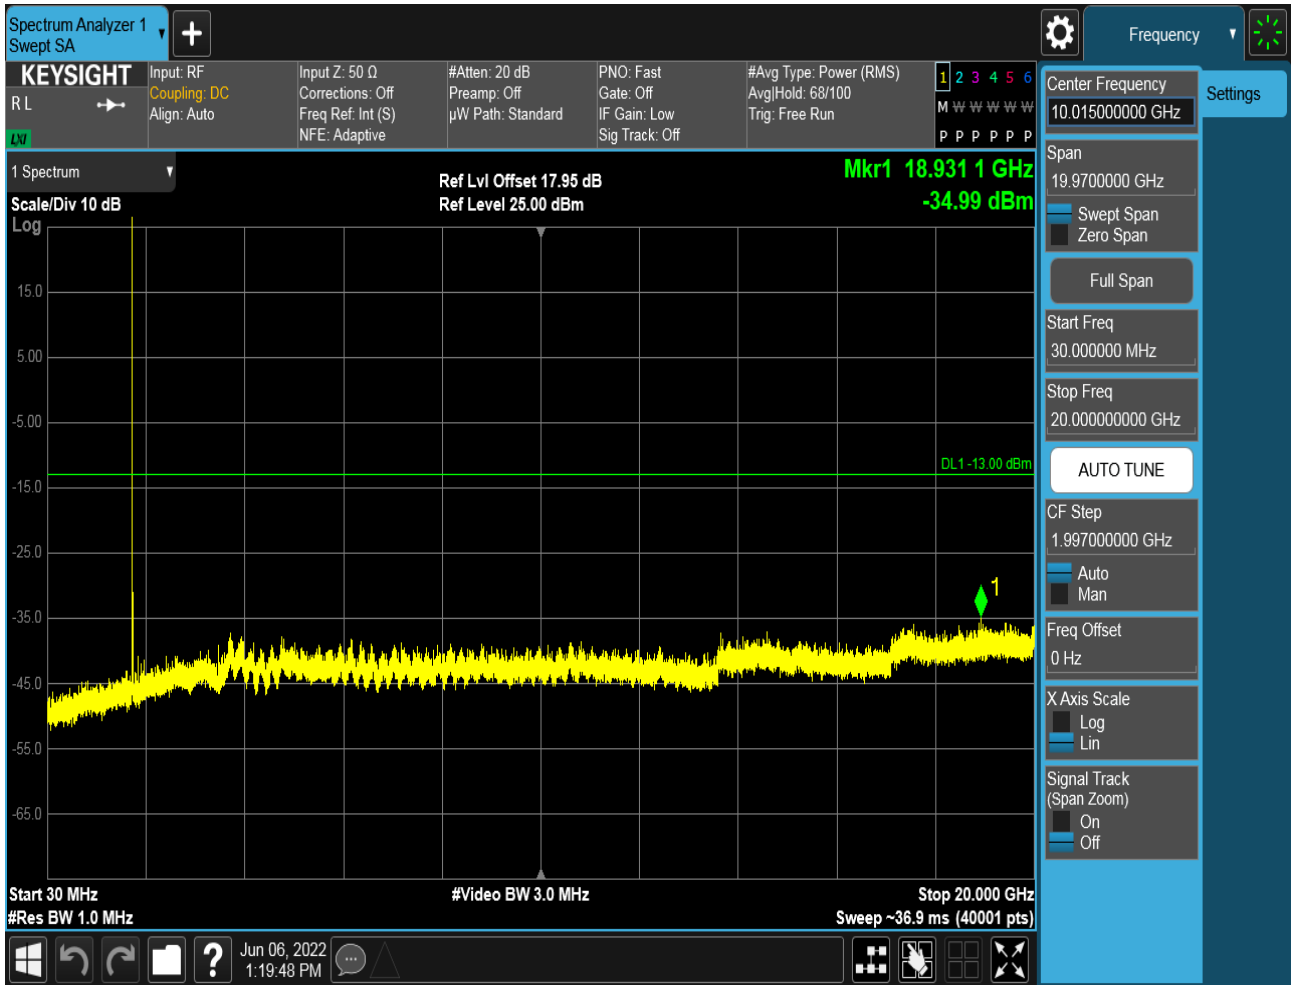 Spectrum Analyzer 1
Swept SA
Frequency
KEYSIGHT
R L
LXI
Input: RF
Coupling: DC
Align: Auto
Input Z: 50 Ω
Corrections: Off
Freq Ref: Int (S)
NFE: Adaptive
#Atten: 20 dB
Preamp: Off
µW Path: Standard
PNO: Fast
Gate: Off
IF Gain: Low
Sig Track: Off
#Avg Type: Power (RMS)
Avg|Hold: 68/100
Trig: Free Run
1 2 3 4 5 6
M W W W W W
P P P P P P
1 Spectrum
Scale/Div 10 dB
Log
Ref Lvl Offset 17.95 dB
Ref Level 25.00 dBm
Mkr1 18.931 1 GHz
-34.99 dBm
15.0
5.00
-5.00
-15.0
-25.0
-35.0
-45.0
-55.0
-65.0
DL1 -13.00 dBm
1
Start 30 MHz
#Res BW 1.0 MHz
#Video BW 3.0 MHz
Stop 20.000 GHz
Sweep ~36.9 ms (40001 pts)
Center Frequency
10.015000000 GHz
Settings
Span
19.9700000 GHz
Swept Span
Zero Span
Full Span
Start Freq
30.000000 MHz
Stop Freq
20.000000000 GHz
AUTO TUNE
CF Step
1.997000000 GHz
Auto
Man
Freq Offset
0 Hz
X Axis Scale
Log
Lin
Signal Track
(Span Zoom)
On
Off
?
Jun 06, 2022
1:19:48 PM